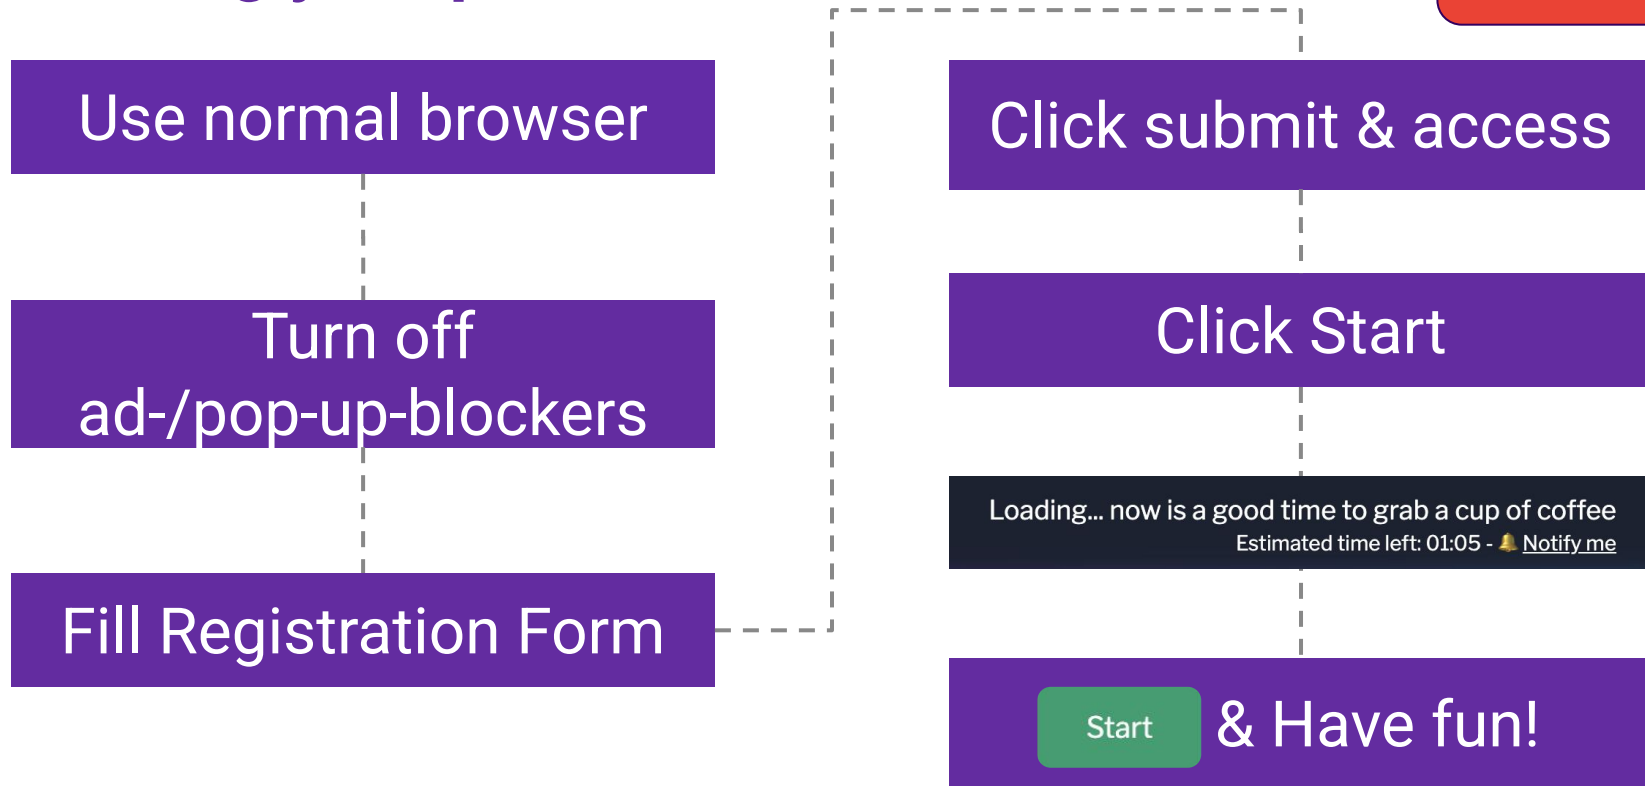 Use normal browser
Turn off
ad-/pop-up-blockers
Fill Registration Form
Click submit & access
Click Start
Loading... now is a good time to grab a cup of coffee
Estimated time left: 01:05 - 🔔 Notify me
Start & Have fun!